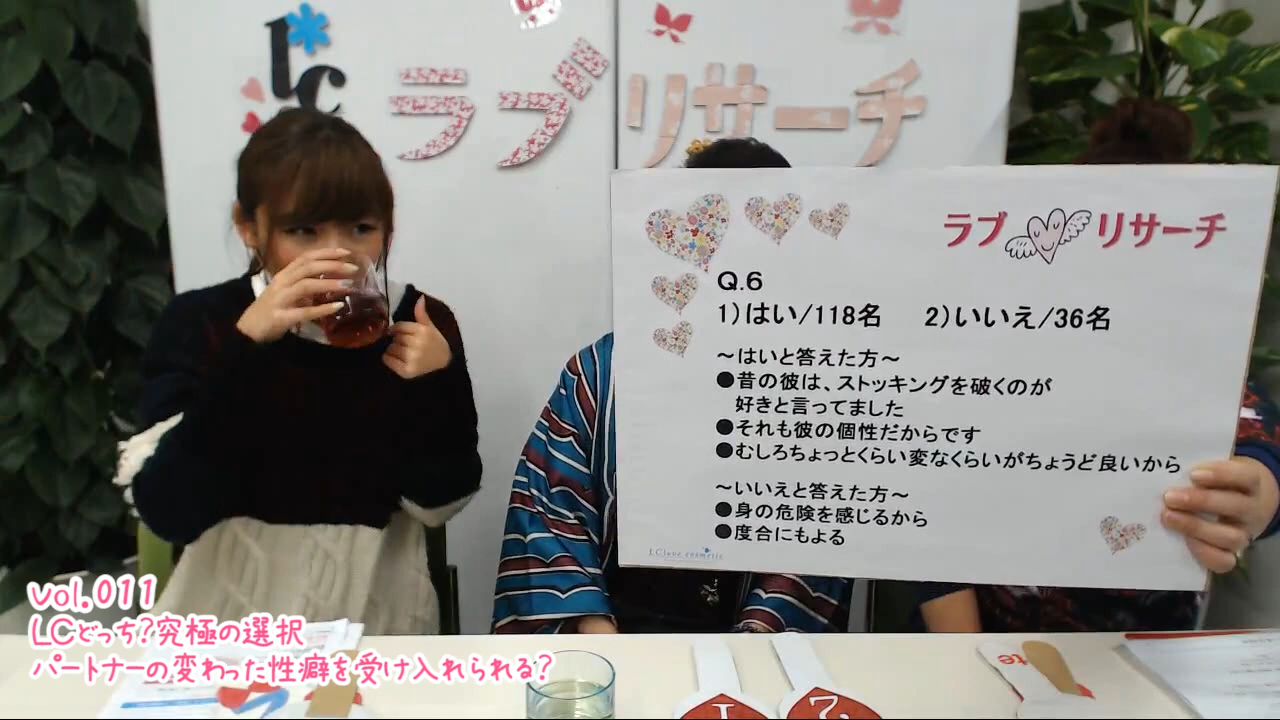 LC ラブリサーチ
ラブ リサーチ
Q.6
1)はい/118名 2)いいえ/36名
~はいと答えた方~
●昔の彼は、ストッキングを破くのが
好きと言ってました
●それも彼の個性だからです
●むしろちょっとくらい変なくらいがちょうど良いから
~いいえと答えた方~
●身の危険を感じるから
●度合にもよる
LC love cosmetic
vol.011
LCどっち?究極の選択
パートナーの変わった性癖を受け入れられる?